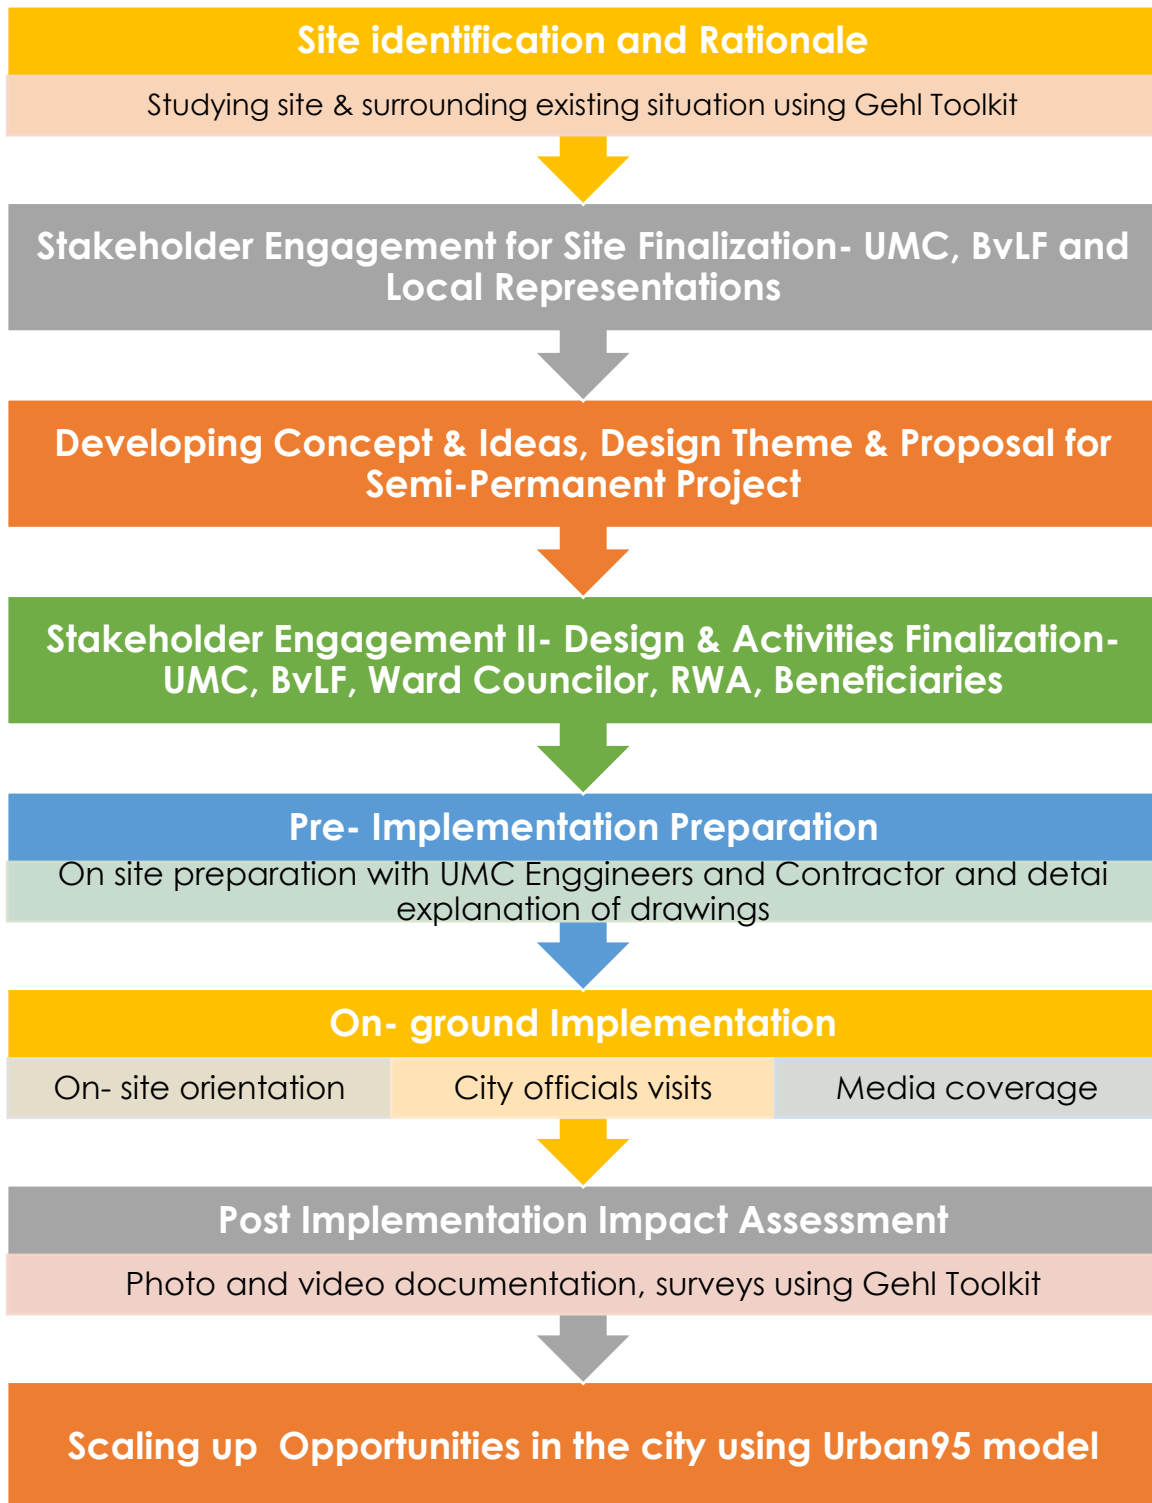 Site identification and Rationale
Studying site & surrounding existing situation using Gehl Toolkit
Stakeholder Engagement for Site Finalization- UMC, BvLF and
Local Representations
Developing Concept & Ideas, Design Theme & Proposal for
Semi-Permanent Project
Stakeholder Engagement II- Design & Activities Finalization-
UMC, BvLF, Ward Councilor, RWA, Beneficiaries
Pre- Implementation Preparation
On site preparation with UMC Enggineers and Contractor and detai
explanation of drawings
On- ground Implementation
On- site orientation
City officials visits
Media coverage
Post Implementation Impact Assessment
Photo and video documentation, surveys using Gehl Toolkit
Scaling up  Opportunities in the city using Urban95 model